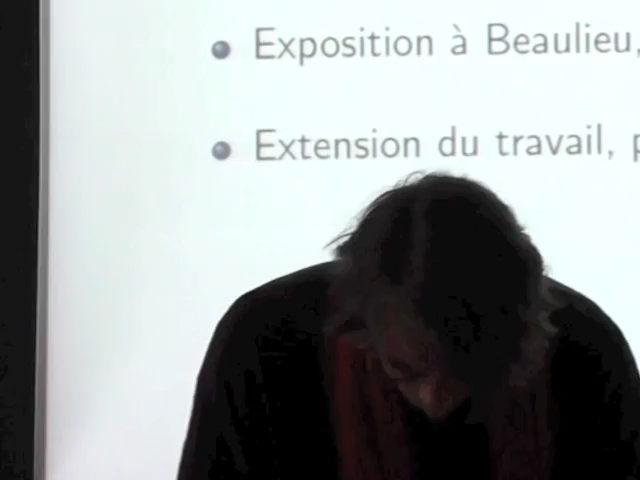 Exposition à Beaulieu,
Extension du travail,